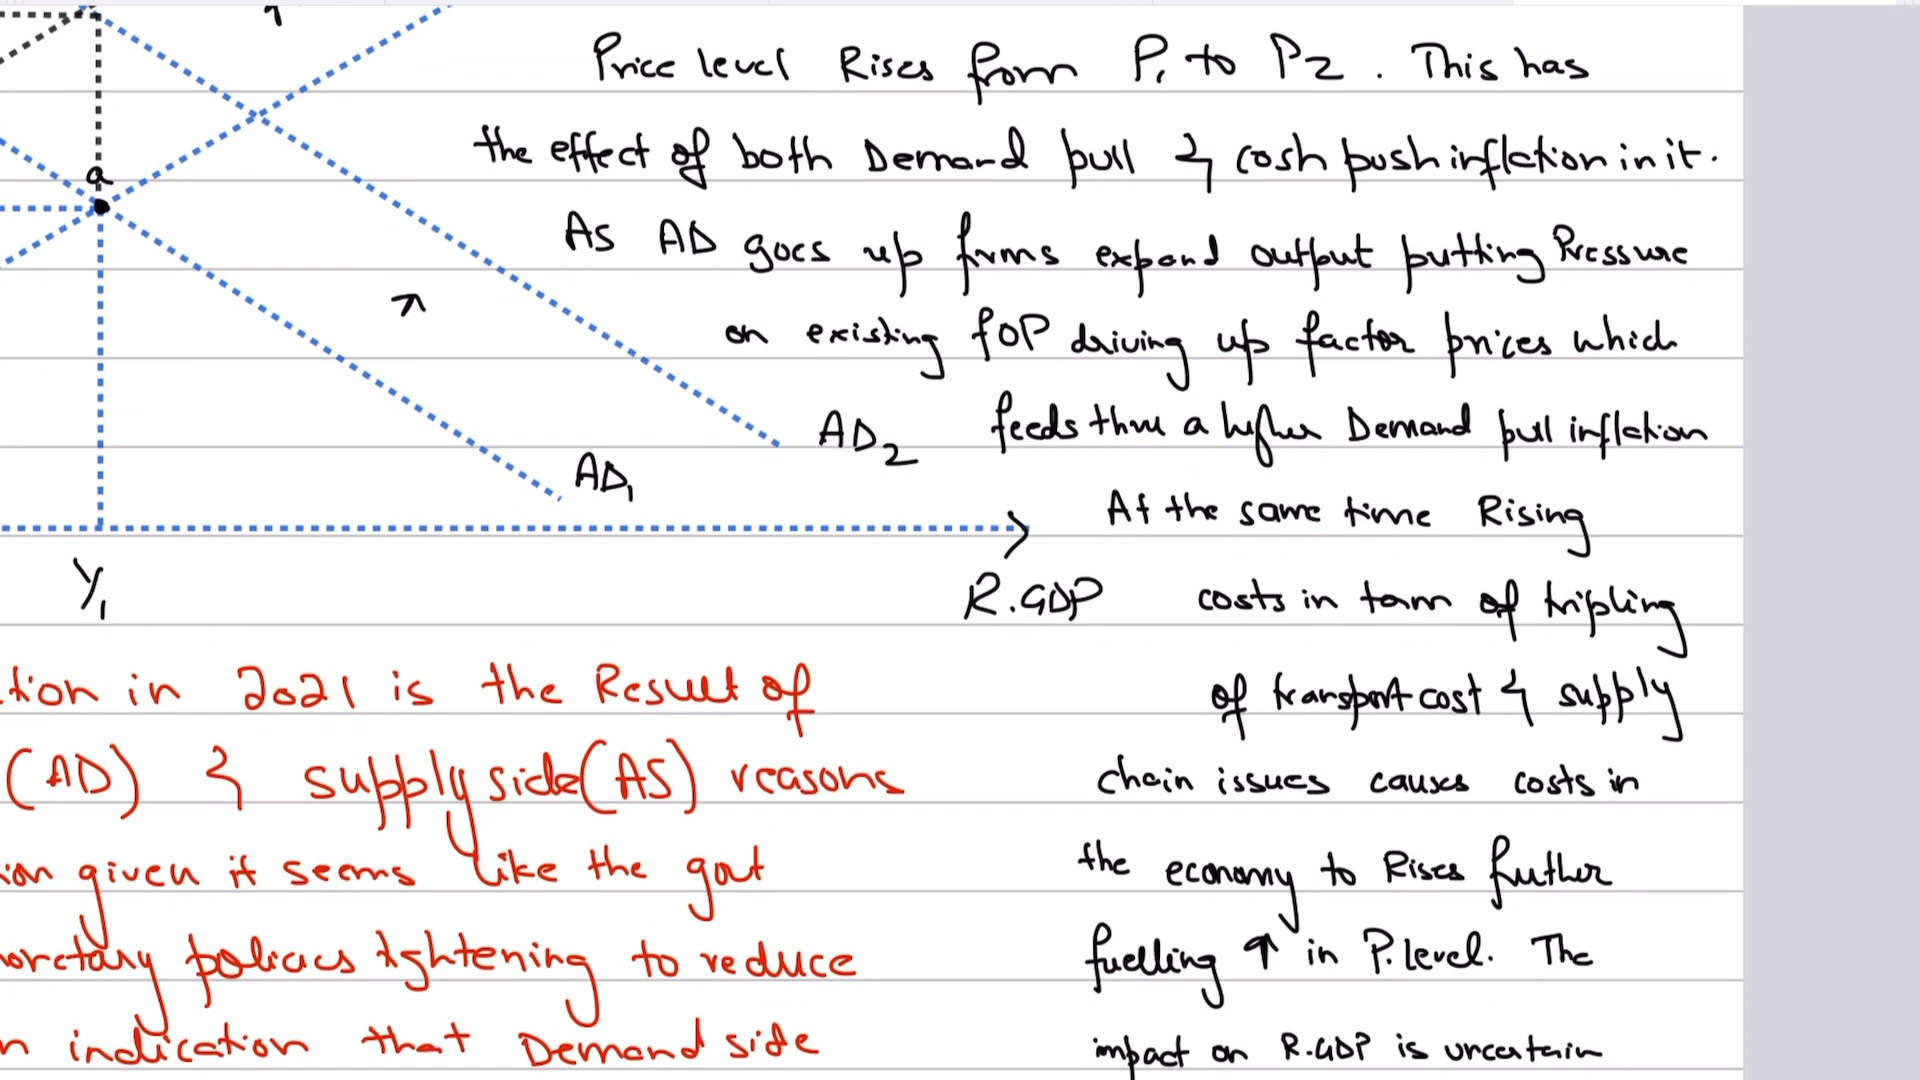 Price level Rises from P1 to P2. This has
the effect of both Demand pull & cosh push inflation in it.
a
As AD goes up firms expand output putting Pressure
on existing FOP driving up factor prices which
AD2
feeds thru a higher Demand pull inflation
AD1
At the same time Rising
Y1
R.GDP
costs in tarm of tripling
of transport cost & supply
chain issues causes costs in
the economy to Rises further
fuelling ↑ in P.level. The
impact on R.GDP is uncertain
tion in 2021 is the Result of
(AD) & supply side (AS) reasons
ion given it seems like the govt
policies tightening to reduce
n indication that Demand side